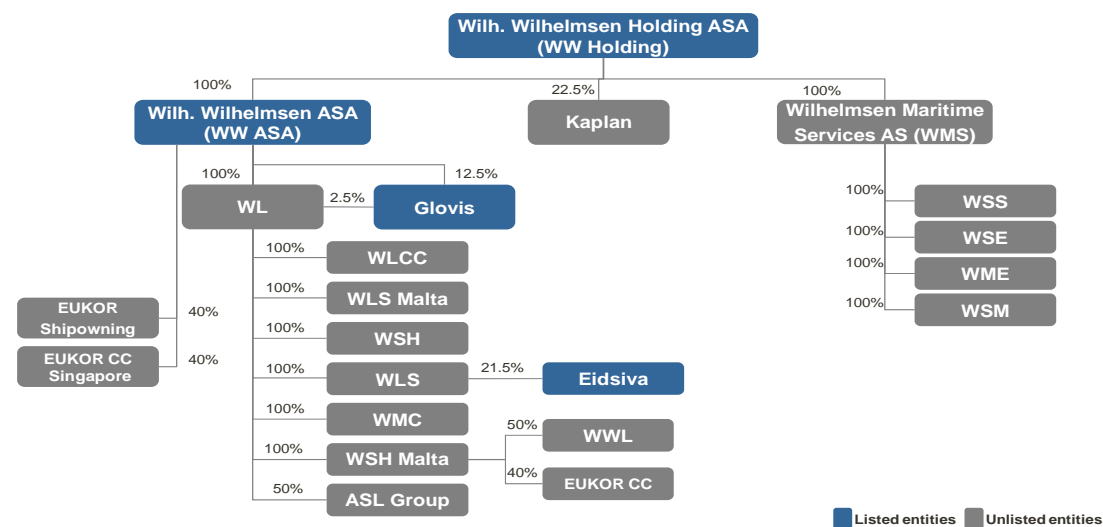 Wilh. Wilhelmsen Holding ASA
(WW Holding)
100%
22.5%
100%
Wilh. Wilhelmsen ASA
(WW ASA)
Kaplan
Wilhelmsen Maritime
Services AS (WMS)
100%
12.5%
WL
2.5%
Glovis
100%
WSS
100%
WSE
100%
WME
100%
WSM
100%
WLCC
100%
WLS Malta
EUKOR
Shipowning
40%
EUKOR CC
Singapore
40%
100%
WSH
100%
WLS
21.5%
Eidsiva
100%
WMC
100%
WSH Malta
50%
WWL
40%
EUKOR CC
50%
ASL Group
Listed entities
Unlisted entities